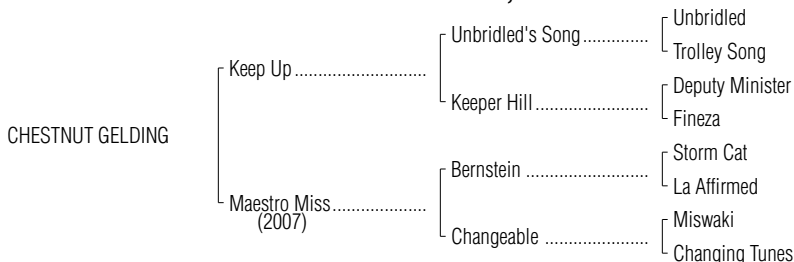 Unbridled
Unbridled's Song..............
Trolley Song
Keep Up............................
Deputy Minister
Keeper Hill........................
Fineza
CHESTNUT GELDING
Storm Cat
Bernstein ..........................
La Affirmed
Maestro Miss....................
(2007)
Miswaki
Changeable ......................
Changing Tunes